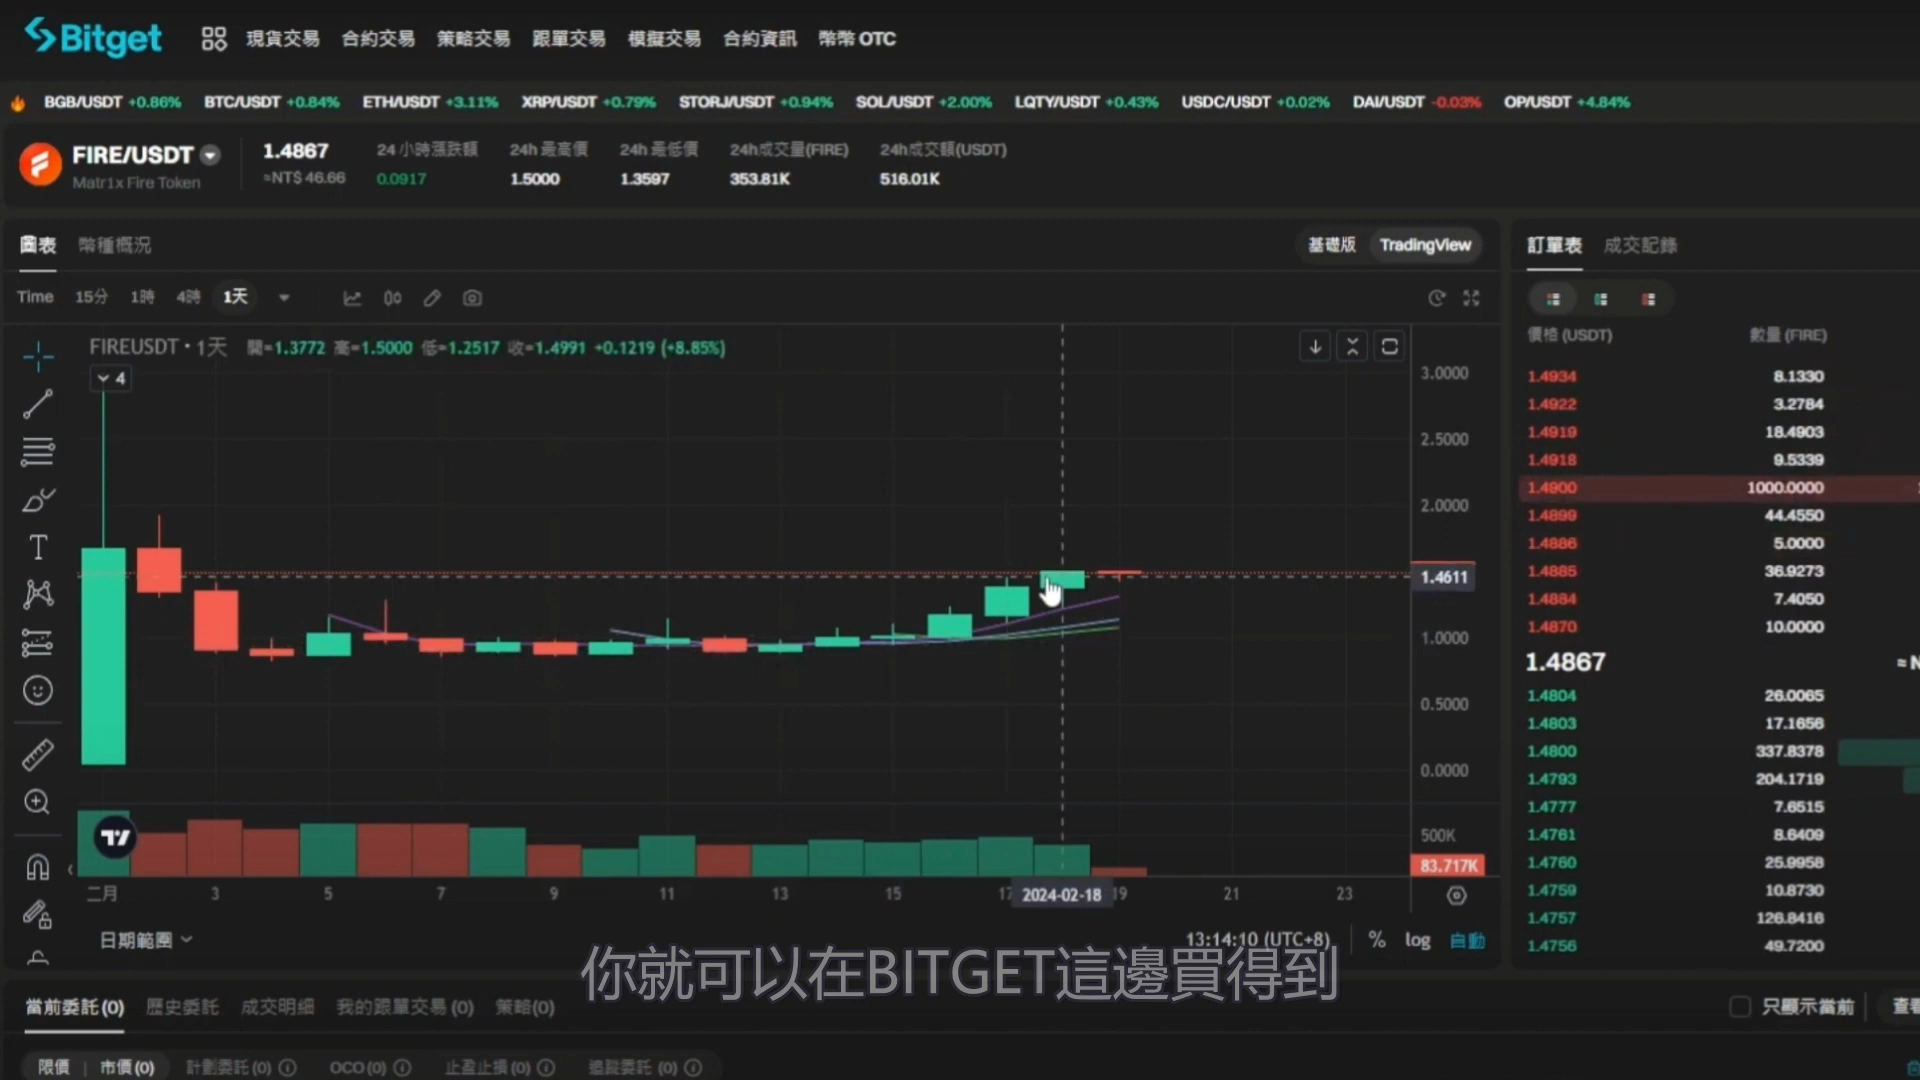 Bitget 現貨交易 合約交易 策略交易 跟單交易 模擬交易 合約資訊 幣幣 OTC
BGB/USDT +0.86% BTC/USDT +0.84% ETH/USDT +3.11% XRP/USDT +0.79% STORJ/USDT +0.94% SOL/USDT +2.00% LQTY/USDT +0.43% USDC/USDT +0.02% DAI/USDT -0.03% OP/USDT +4.84%
FIRE/USDT 1.4867 24 小時漲跌額 24h 最高價 24h 最低價 24h成交量(FIRE) 24h成交額(USDT)
Matr1x Fire Token ≈NT$ 46.66 0.0917 1.5000 1.3597 353.81K 516.01K
圖表 幣種概況 基礎版 TradingView
Time 15分 1時 4時 1天
FIREUSDT • 1天 開=1.3772 高=1.5000 低=1.2517 收=1.4991 +0.1219 (+8.85%)
4
3.0000
2.5000
2.0000
1.4611
1.0000
0.5000
0.0000
500K
83.717K
二月 3 5 7 9 11 13 15 17 2024-02-18 19 21 23
日期範圍 13:14:10 (UTC+8) % log 自動
訂單表 成交記錄
價格 (USDT) 數量 (FIRE)
1.4934 8.1330
1.4922 3.2784
1.4919 18.4903
1.4918 9.5339
1.4900 1000.0000
1.4899 44.4550
1.4886 5.0000
1.4885 36.9273
1.4884 7.4050
1.4870 10.0000
1.4867 ≈ N
1.4804 26.0065
1.4803 17.1656
1.4800 337.8378
1.4793 204.1719
1.4777 7.6515
1.4761 8.6409
1.4760 25.9958
1.4759 10.8730
1.4757 126.8416
1.4756 49.7200
你就可以在BITGET這邊買得到
當前委託(0) 歷史委託 成交明細 我的跟單交易 (0) 策略(0) 只顯示當前
限價 市價(0) 計劃委託(0) OCO(0) 止盈止損(0) 追蹤委託 (0)